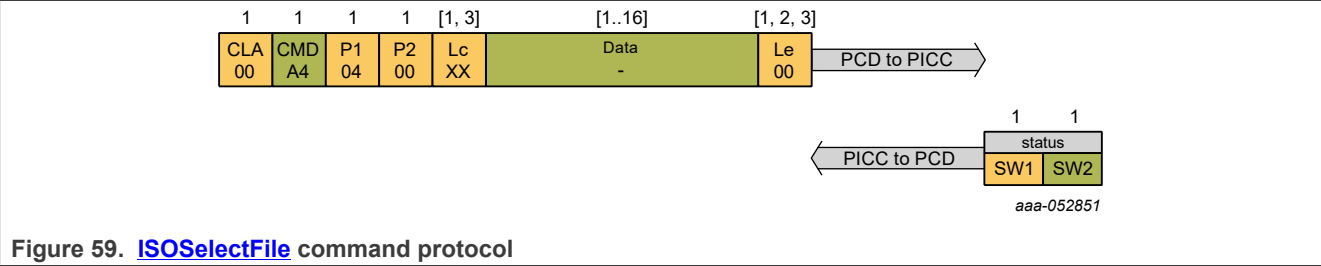 1 1 1 1 [1, 3] [1..16] [1, 2, 3]
CLA CMD P1 P2 Lc Data Le
00 A4 04 00 XX - 00
PCD to PICC
1 1
status
PICC to PCD
SW1 SW2
aaa-052851
Figure 59. ISOSelectFile command protocol